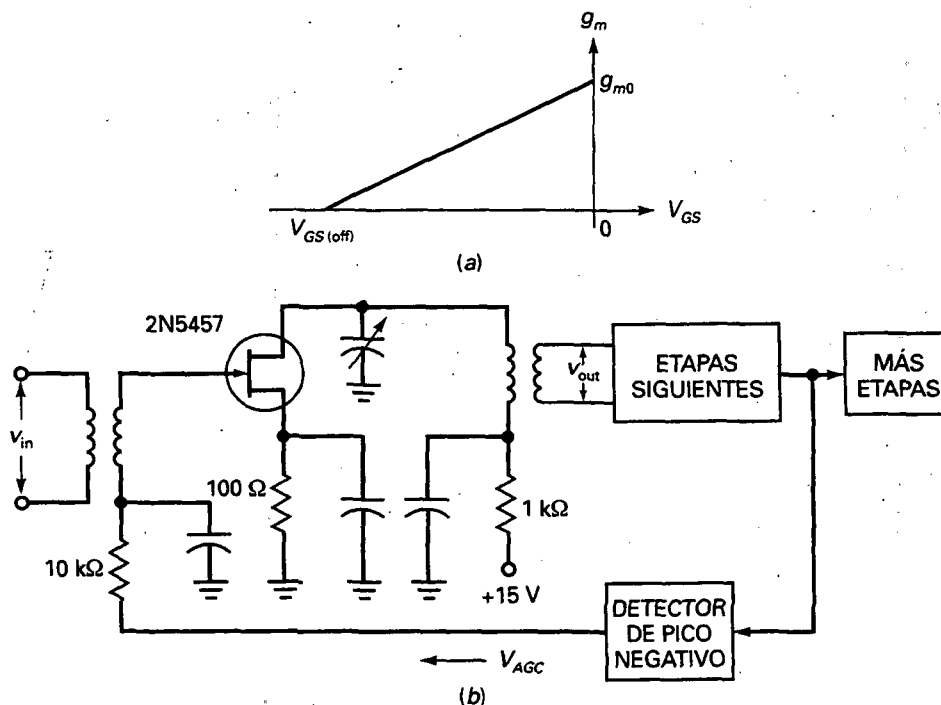 g_m
g_m0
V_GS (off)
0
V_GS
(a)
2N5457
v_in
v_out
ETAPAS
SIGUIENTES
MÁS
ETAPAS
100 Ω
1 kΩ
10 kΩ
+15 V
DETECTOR
DE PICO
NEGATIVO
V_AGC
(b)